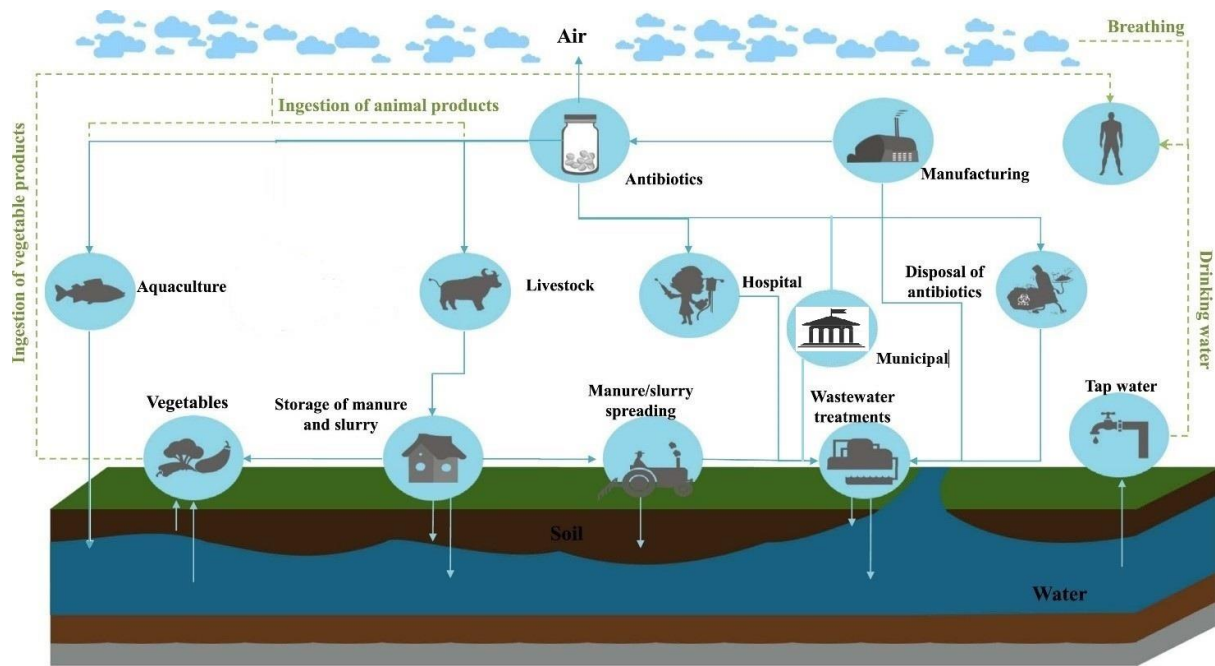 Air
Breathing
Ingestion of animal products
Antibiotics
Manufacturing
Ingestion of vegetable products
Aquaculture
Livestock
Hospital
Disposal of
antibiotics
Drinking water
Municipal
Vegetables
Storage of manure
and slurry
Manure/slurry
spreading
Wastewater
treatments
Tap water
Soil
Water